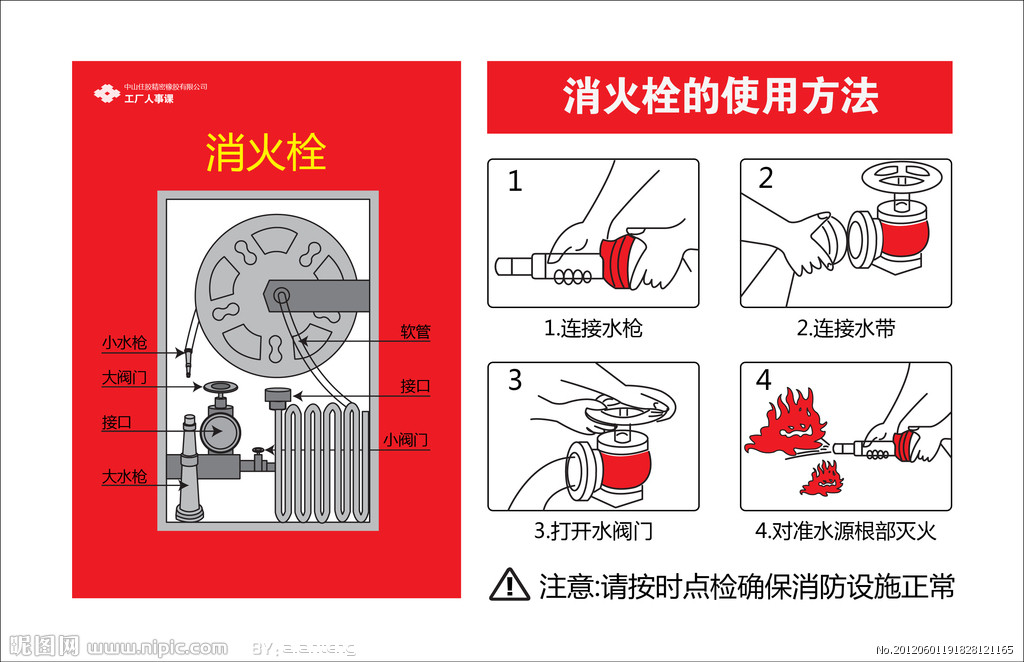 中山住胶精密橡胶有限公司
工厂人事课
消火栓
小水枪
大阀门
接口
大水枪
软管
接口
小阀门
消火栓的使用方法
1
1.连接水枪
2
2.连接水带
3
3.打开水阀门
4
4.对准水源根部灭火
注意:请按时点检确保消防设施正常
昵图网 www.nipic.com
No.20120601191828121165